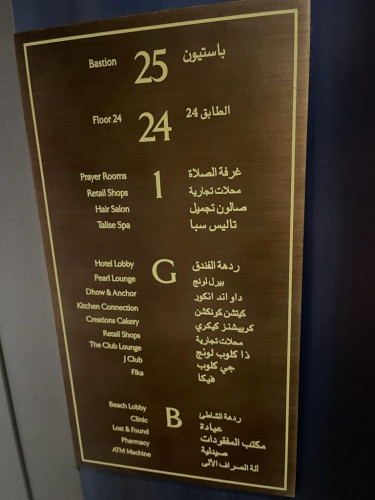 Bastion 25 باستيون
Floor 24 24 الطابق 24
Prayer Rooms 1 غرفة الصلاة
Retail Shops محلات تجارية
Hair Salon صالون تجميل
Talise Spa تاليس سبا
Hotel Lobby G ردهة الفندق
Pearl Lounge بيرل لونج
Dhow & Anchor داو اند انكور
Kitchen Connection كيتشن كونكشن
Creations Cakery كرييشنز كيكري
Retail Shops محلات تجارية
The Club Lounge ذا كلوب لونج
J Club جي كلوب
Fika فيكا
Beach Lobby B ردهة الشاطئ
Clinic عيادة
Lost & Found مكتب المفقودات
Pharmacy صيدلية
ATM Machine آلة الصراف الآلي